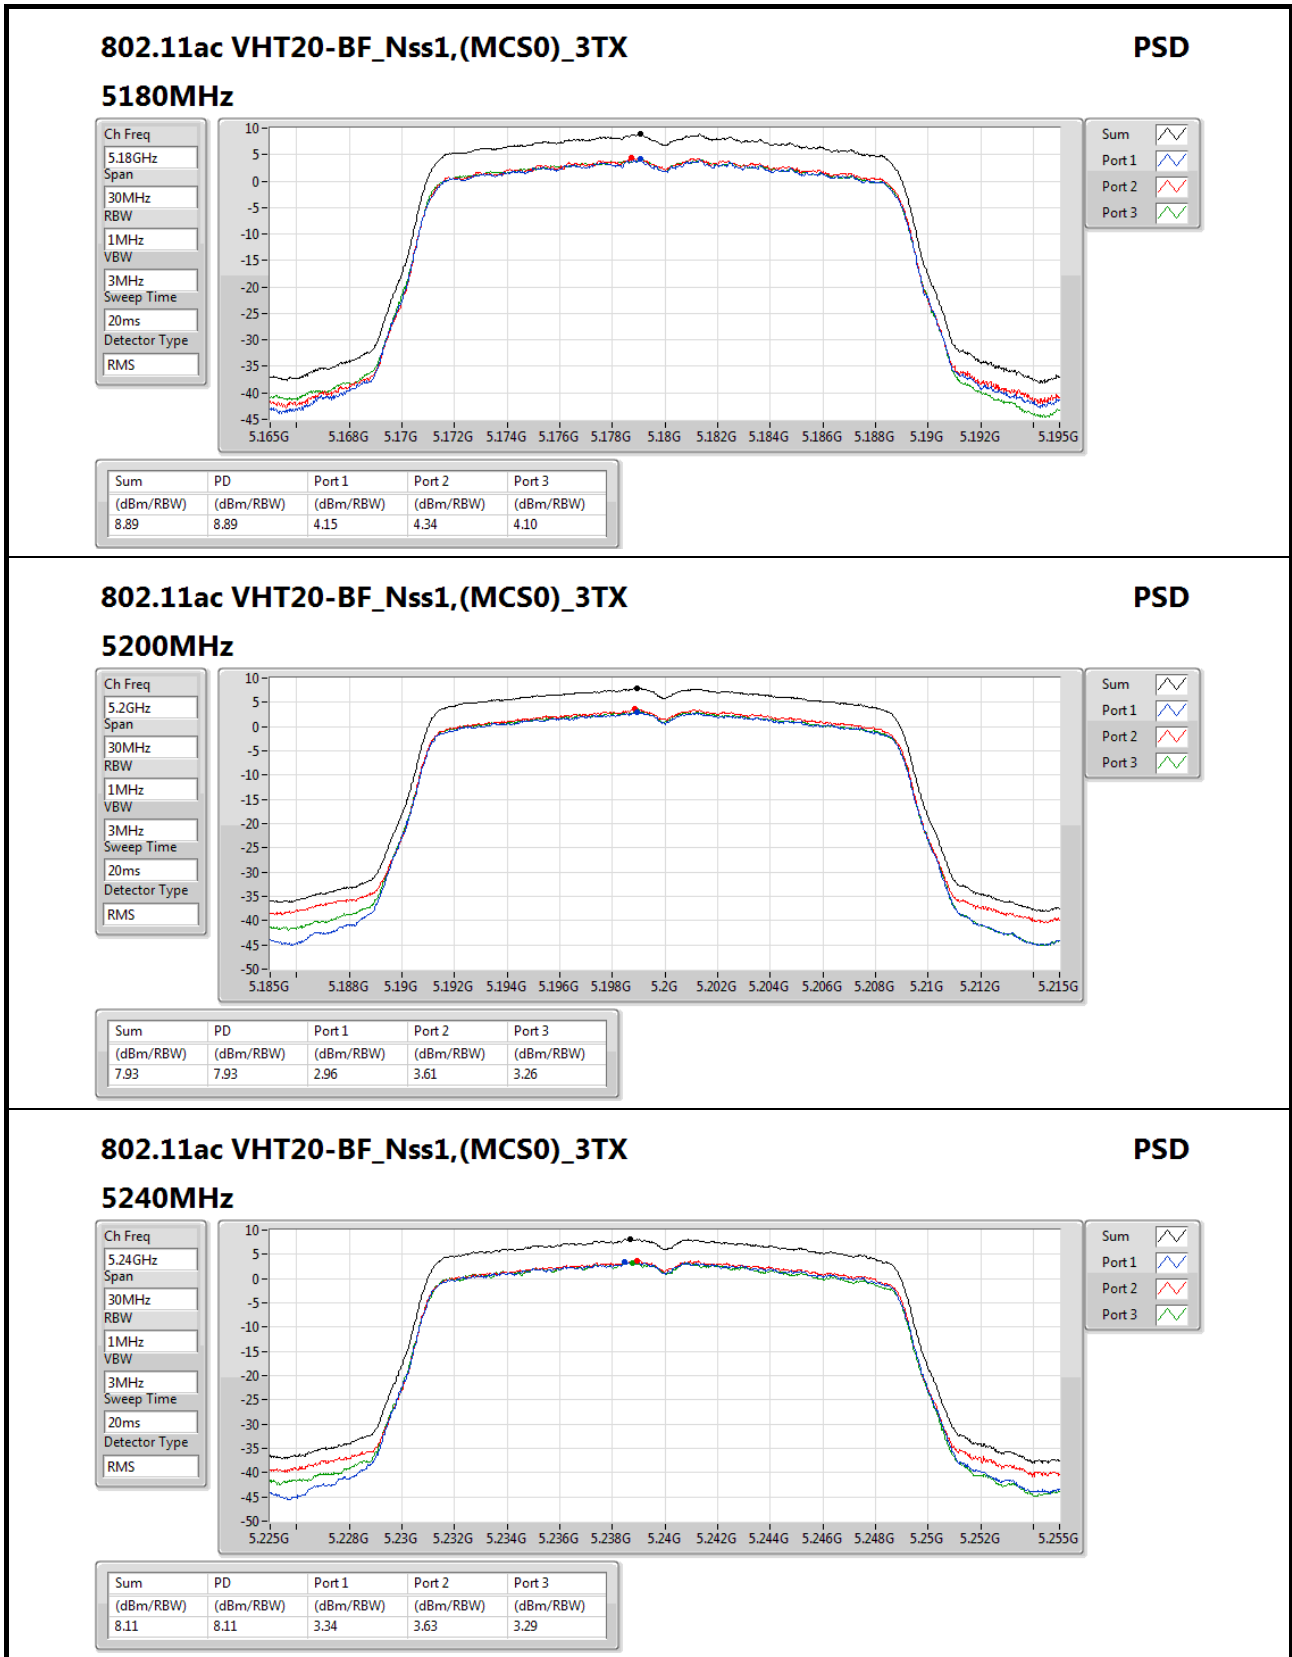 802.11ac VHT20-BF_Nss1,(MCS0)_3TX PSD
5180MHz
Ch Freq
5.18GHz
Span
30MHz
RBW
1MHz
VBW
3MHz
Sweep Time
20ms
Detector Type
RMS
10
5
0
-5
-10
-15
-20
-25
-30
-35
-40
-45
5.165G 5.168G 5.17G 5.172G 5.174G 5.176G 5.178G 5.18G 5.182G 5.184G 5.186G 5.188G 5.19G 5.192G 5.195G
Sum
Port 1
Port 2
Port 3
Sum PD Port 1 Port 2 Port 3
(dBm/RBW) (dBm/RBW) (dBm/RBW) (dBm/RBW) (dBm/RBW)
8.89 8.89 4.15 4.34 4.10
802.11ac VHT20-BF_Nss1,(MCS0)_3TX PSD
5200MHz
Ch Freq
5.2GHz
Span
30MHz
RBW
1MHz
VBW
3MHz
Sweep Time
20ms
Detector Type
RMS
10
5
0
-5
-10
-15
-20
-25
-30
-35
-40
-45
-50
5.185G 5.188G 5.19G 5.192G 5.194G 5.196G 5.198G 5.2G 5.202G 5.204G 5.206G 5.208G 5.21G 5.212G 5.215G
Sum
Port 1
Port 2
Port 3
Sum PD Port 1 Port 2 Port 3
(dBm/RBW) (dBm/RBW) (dBm/RBW) (dBm/RBW) (dBm/RBW)
7.93 7.93 2.96 3.61 3.26
802.11ac VHT20-BF_Nss1,(MCS0)_3TX PSD
5240MHz
Ch Freq
5.24GHz
Span
30MHz
RBW
1MHz
VBW
3MHz
Sweep Time
20ms
Detector Type
RMS
10
5
0
-5
-10
-15
-20
-25
-30
-35
-40
-45
-50
5.225G 5.228G 5.23G 5.232G 5.234G 5.236G 5.238G 5.24G 5.242G 5.244G 5.246G 5.248G 5.25G 5.252G 5.255G
Sum
Port 1
Port 2
Port 3
Sum PD Port 1 Port 2 Port 3
(dBm/RBW) (dBm/RBW) (dBm/RBW) (dBm/RBW) (dBm/RBW)
8.11 8.11 3.34 3.63 3.29